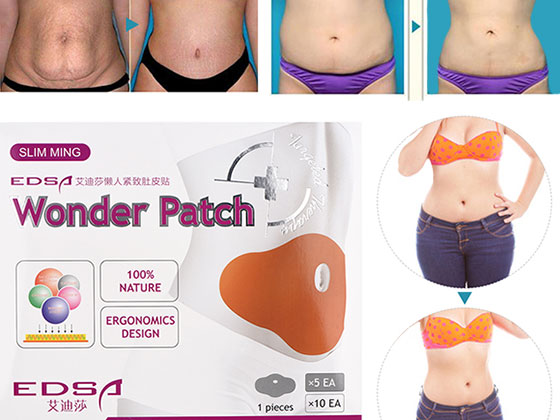 SLIM MING
EDSA 艾迪莎懒人紧致肚皮贴
Wonder Patch
100%
NATURE
ERGONOMICS
DESIGN
EDSA
艾迪莎
1 pieces
×5 EA
×10 EA